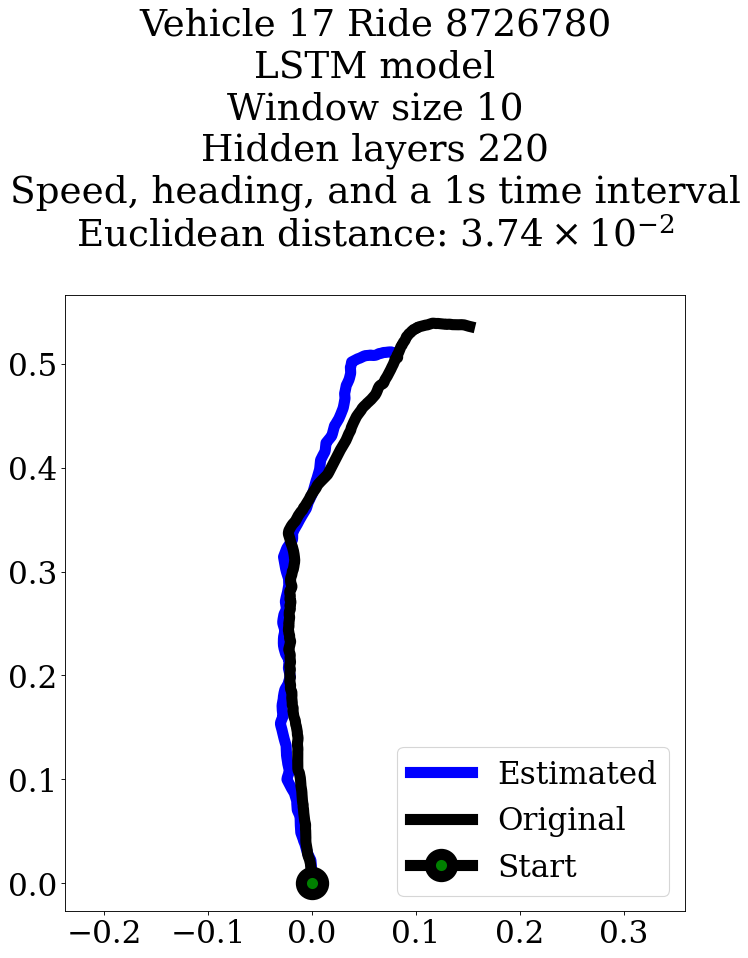 Vehicle 17 Ride 8726780
LSTM model
Window size 10
Hidden layers 220
Speed, heading, and a 1s time interval
Euclidean distance: 3.74 × 10⁻²
0.5
0.4
0.3
0.2
0.1
0.0
Estimated
Original
Start
−0.2 −0.1 0.0 0.1 0.2 0.3